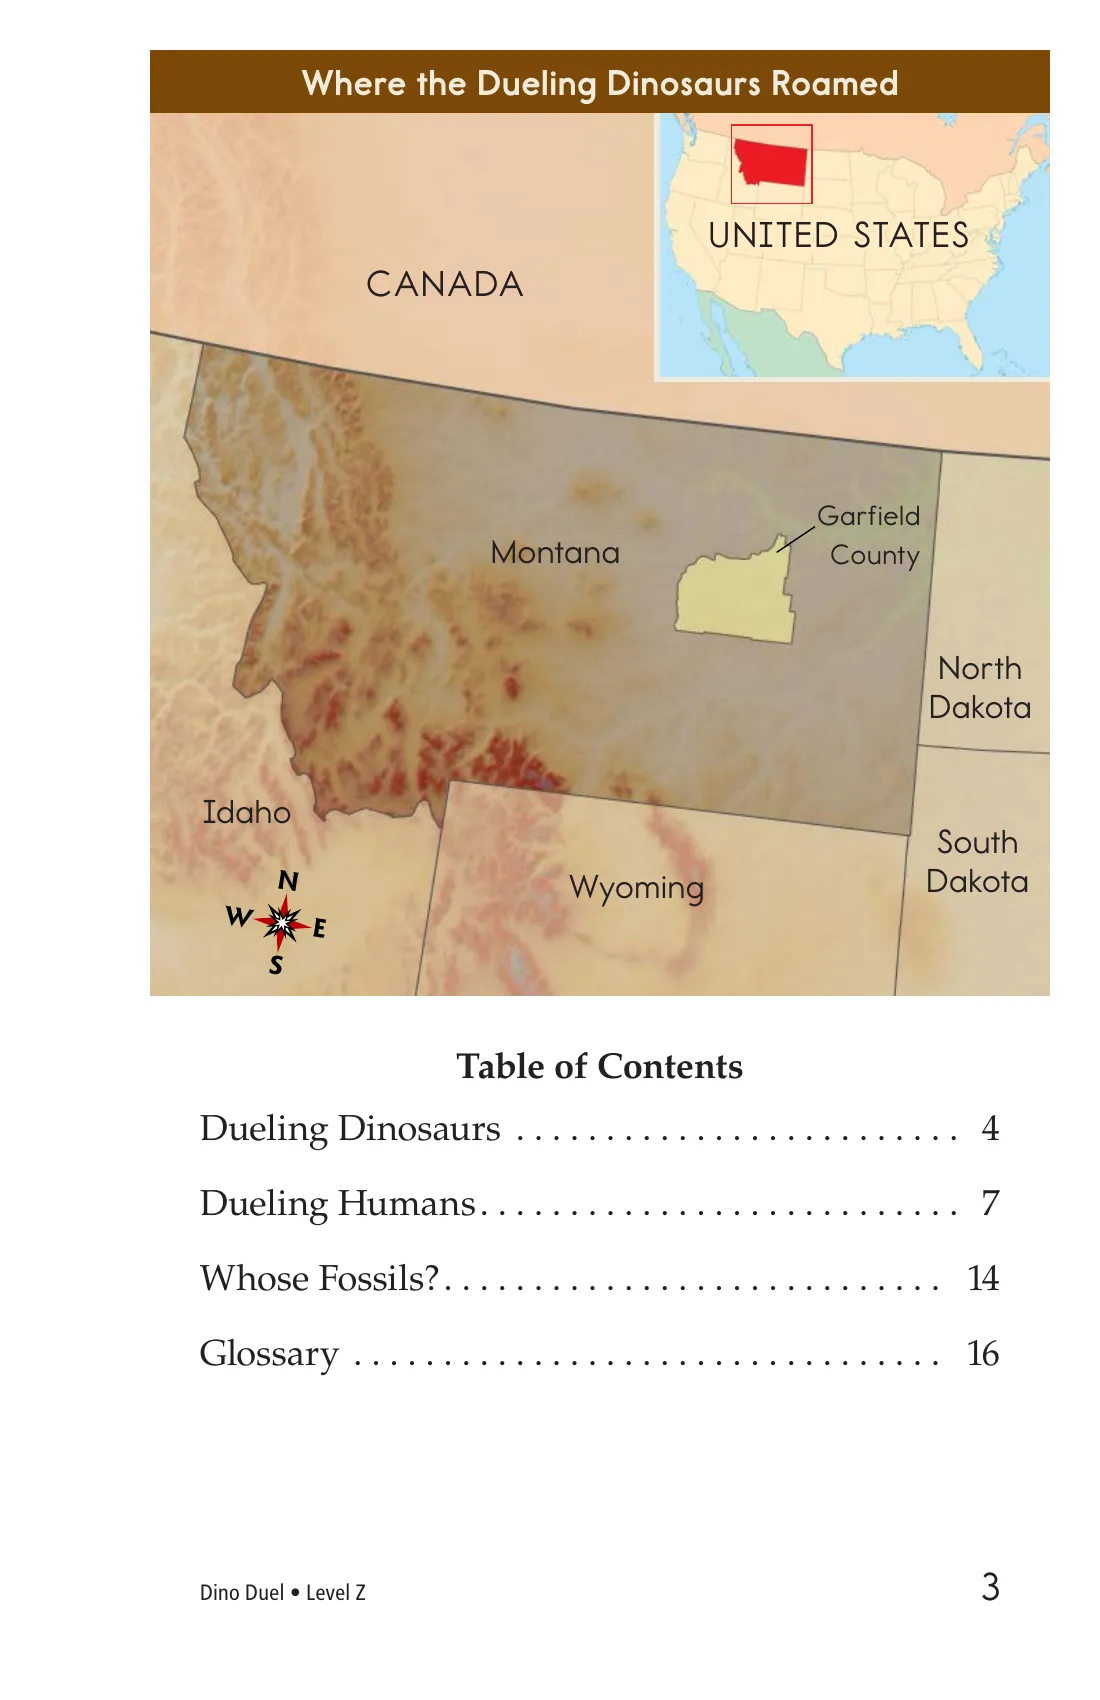 Where the Dueling Dinosaurs Roamed
UNITED STATES
CANADA
Garfield
County
Montana
North
Dakota
Idaho
South
Dakota
Wyoming
N
W
E
S
Table of Contents
Dueling Dinosaurs . . . . . . . . . . . . . . . . . . . . . . . . . 4
Dueling Humans. . . . . . . . . . . . . . . . . . . . . . . . . . . 7
Whose Fossils?. . . . . . . . . . . . . . . . . . . . . . . . . . . . 14
Glossary . . . . . . . . . . . . . . . . . . . . . . . . . . . . . . . . . 16
Dino Duel • Level Z
3